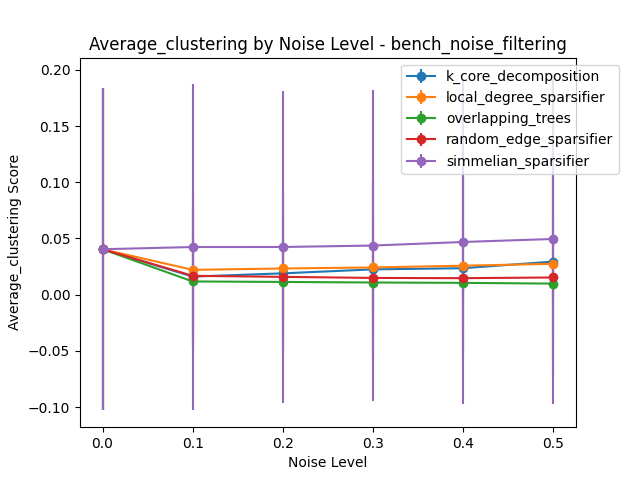 Average_clustering by Noise Level - bench_noise_filtering
k_core_decomposition
local_degree_sparsifier
overlapping_trees
random_edge_sparsifier
simmelian_sparsifier
Average_clustering Score
0.20
0.15
0.10
0.05
0.00
−0.05
−0.10
0.0 0.1 0.2 0.3 0.4 0.5
Noise Level